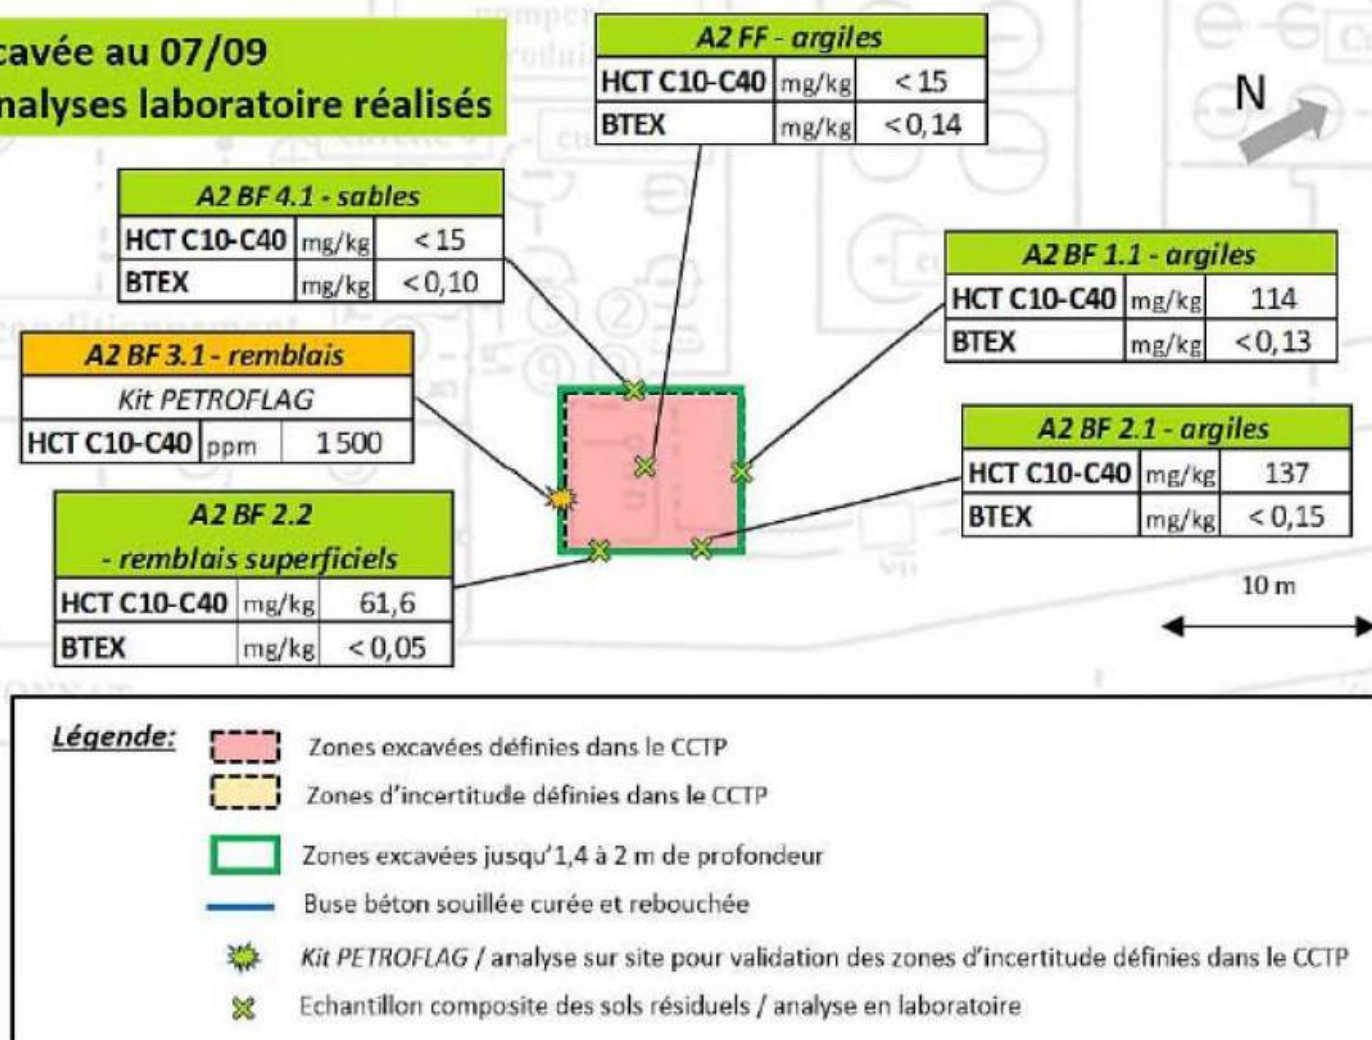 cavée au 07/09
nalyses laboratoire réalisés
A2 FF - argiles
HCT C10-C40 mg/kg < 15
BTEX mg/kg <0,14
N
A2 BF 4.1 - sables
HCT C10-C40 mg/kg < 15
BTEX mg/kg <0,10
A2 BF 1.1 - argiles
HCT C10-C40 mg/kg 114
BTEX mg/kg <0,13
A2 BF 3.1 - remblais
Kit PETROFLAG
HCT C10-C40 ppm 1500
A2 BF 2.1 - argiles
HCT C10-C40 mg/kg 137
BTEX mg/kg < 0,15
A2 BF 2.2
- remblais superficiels
HCT C10-C40 mg/kg 61,6
BTEX mg/kg < 0,05
10 m
Légende:
Zones excavées définies dans le CCTP
Zones d'incertitude définies dans le CCTP
Zones excavées jusqu'1,4 à 2 m de profondeur
Buse béton souillée curée et rebouchée
Kit PETROFLAG / analyse sur site pour validation des zones d'incertitude définies dans le CCTP
Echantillon composite des sols résiduels / analyse en laboratoire